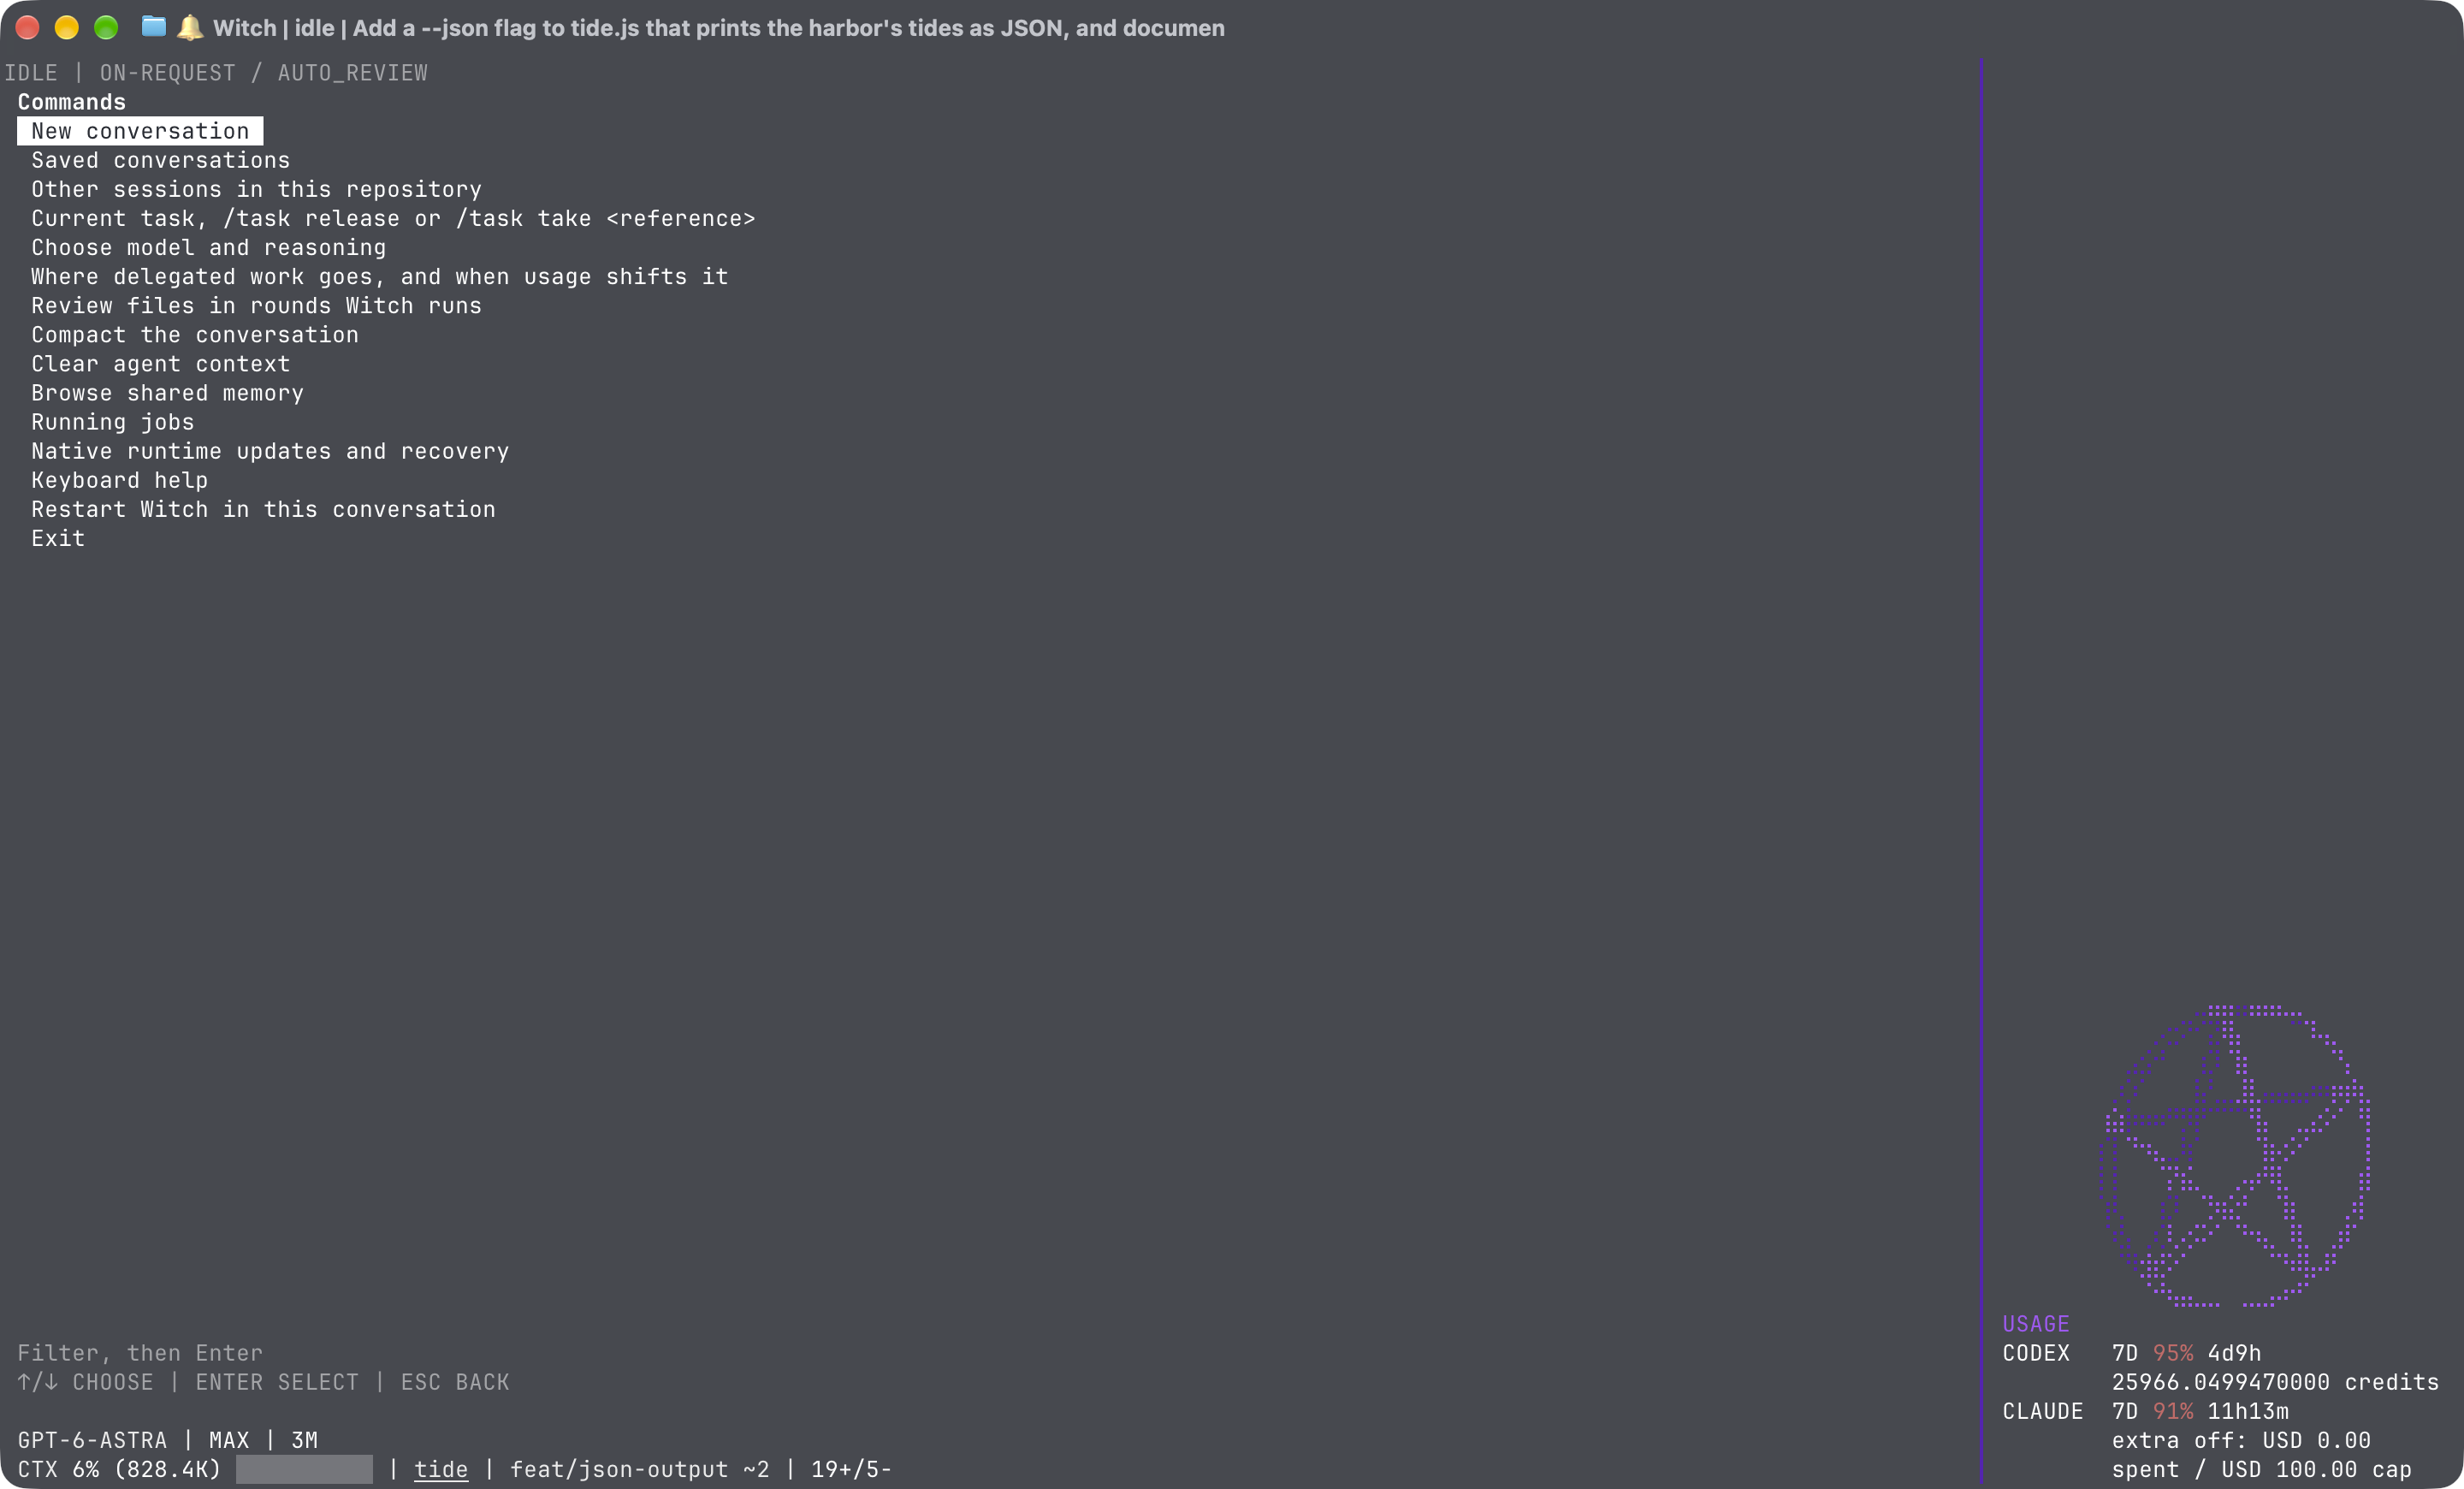 Witch | idle | Add a --json flag to tide.js that prints the harbor's tides as JSON, and documen
IDLE | ON-REQUEST / AUTO_REVIEW
Commands
New conversation
Saved conversations
Other sessions in this repository
Current task, /task release or /task take <reference>
Choose model and reasoning
Where delegated work goes, and when usage shifts it
Review files in rounds Witch runs
Compact the conversation
Clear agent context
Browse shared memory
Running jobs
Native runtime updates and recovery
Keyboard help
Restart Witch in this conversation
Exit
Filter, then Enter
↑/↓ CHOOSE | ENTER SELECT | ESC BACK
GPT-6-ASTRA | MAX | 3M
CTX 6% (828.4K) | tide | feat/json-output ~2 | 19+/5-
USAGE
CODEX 7D 95% 4d9h
25966.0499470000 credits
CLAUDE 7D 91% 11h13m
extra off: USD 0.00
spent / USD 100.00 cap